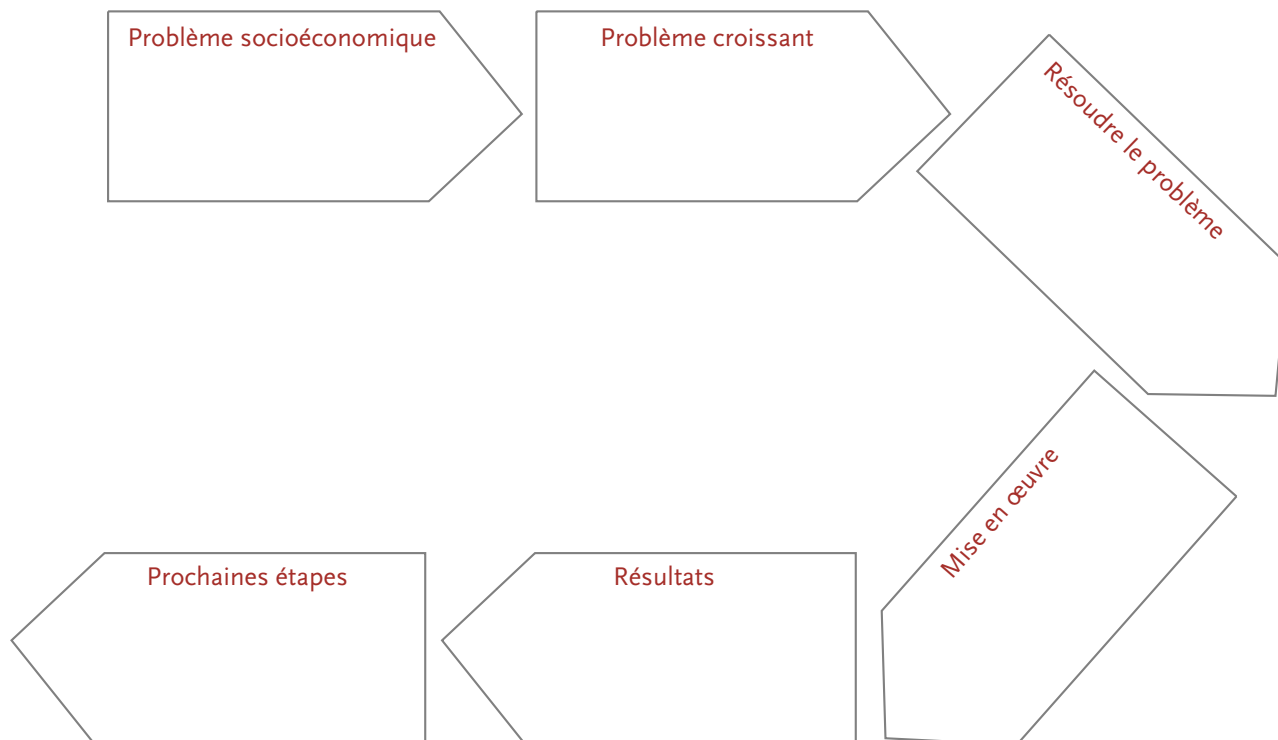 Problème socioéconomique
Problème croissant
Résoudre le problème
Mise en œuvre
Résultats
Prochaines étapes